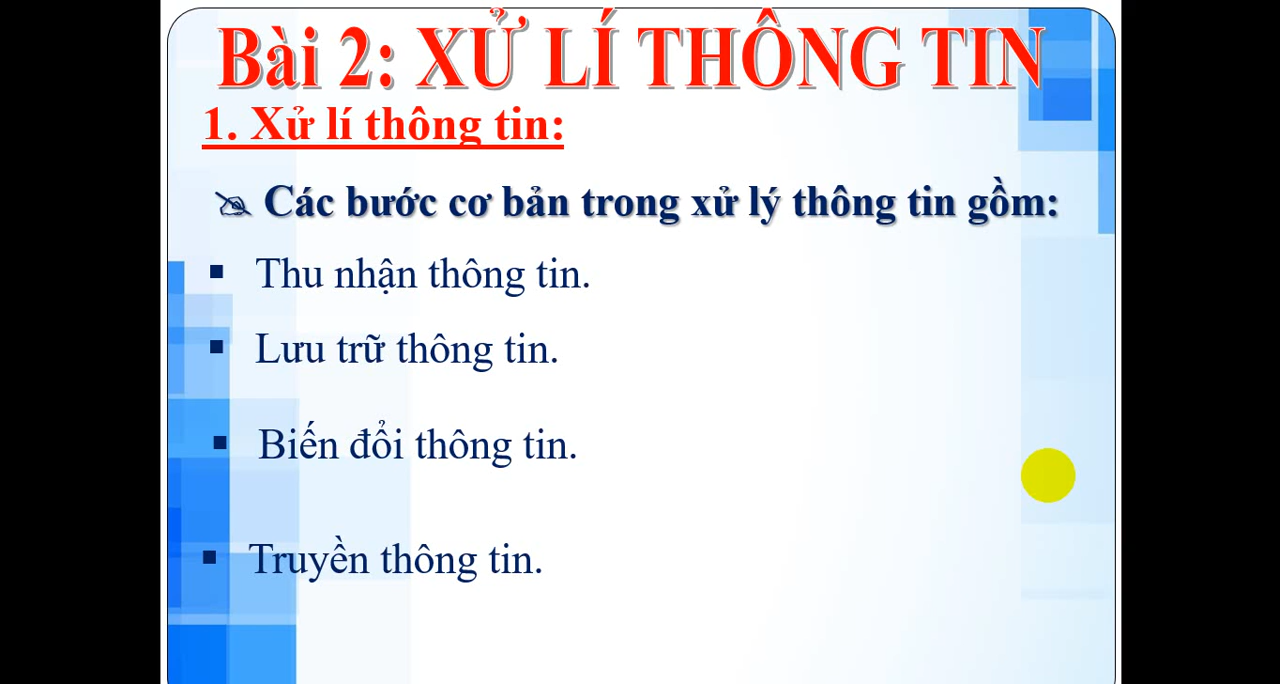 Bài 2: XỬ LÍ THÔNG TIN
1. Xử lí thông tin:
Các bước cơ bản trong xử lý thông tin gồm:
Thu nhận thông tin.
Lưu trữ thông tin.
Biến đổi thông tin.
Truyền thông tin.